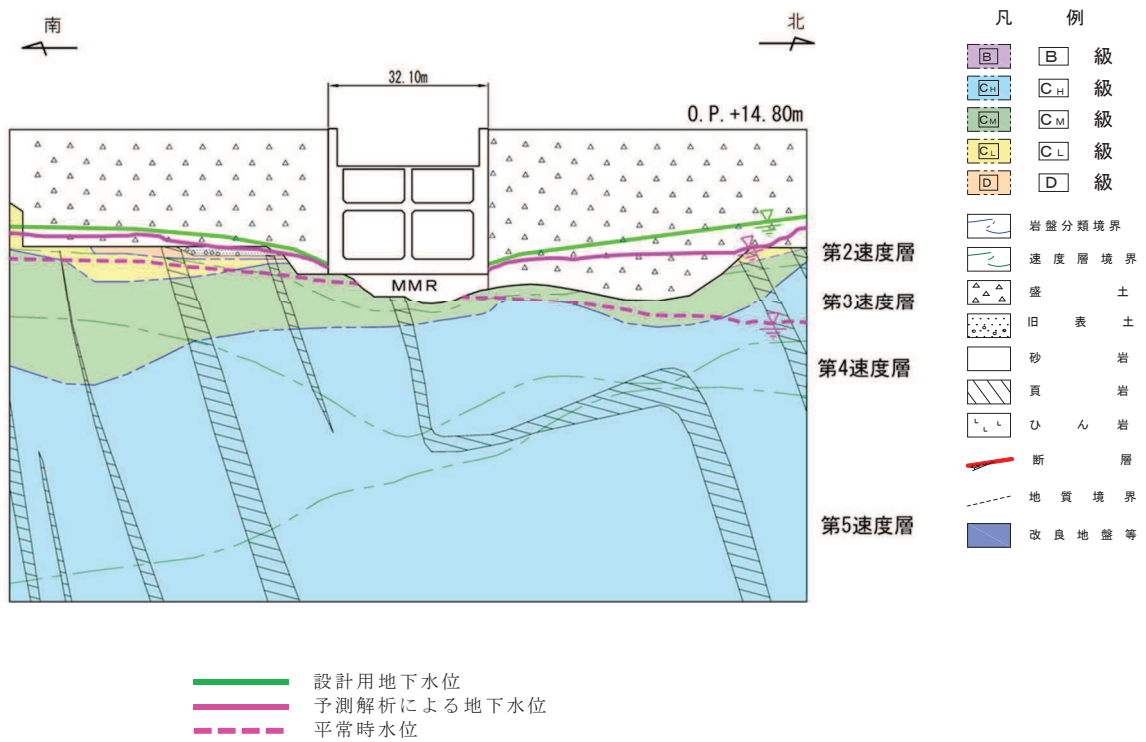 南
北
32.10m
O.P.+14.80m
MMR
第2速度層
第3速度層
第4速度層
第5速度層
凡 例
B B 級
CH CH 級
CM CM 級
CL CL 級
D D 級
岩盤分類境界
速度層境界
盛土
旧表土
砂岩
頁岩
ひん岩
断層
地質境界
改良地盤等
設計用地下水位
予測解析による地下水位
平常時水位